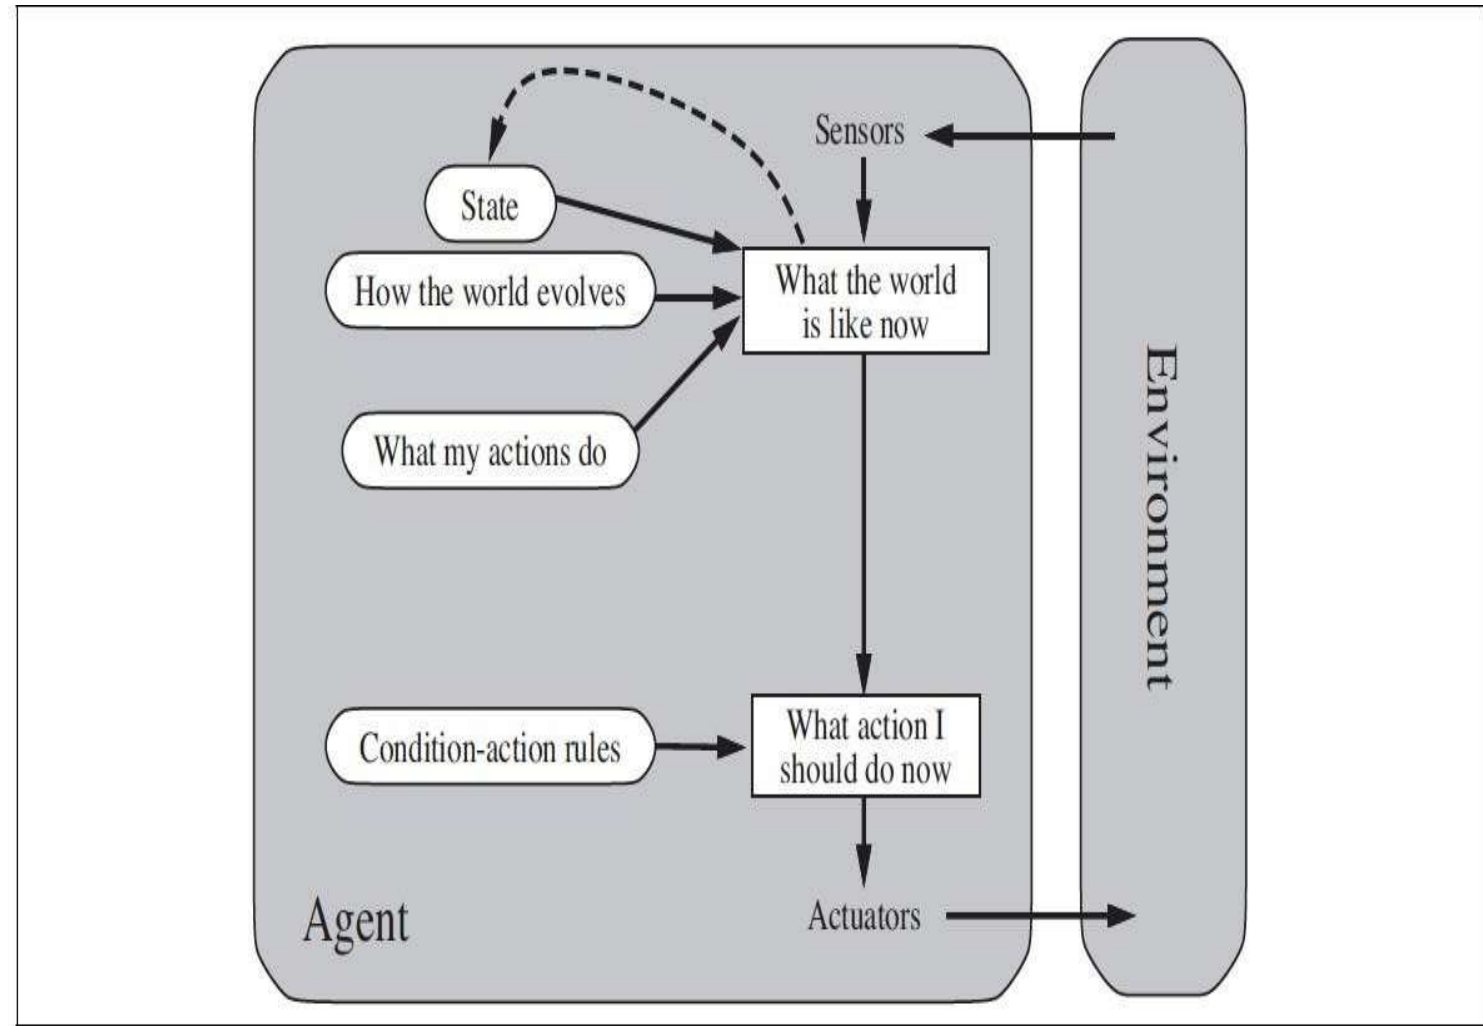 Sensors
State
What the world
is like now
How the world evolves
What my actions do
Environment
Condition-action rules
What action I
should do now
Agent
Actuators